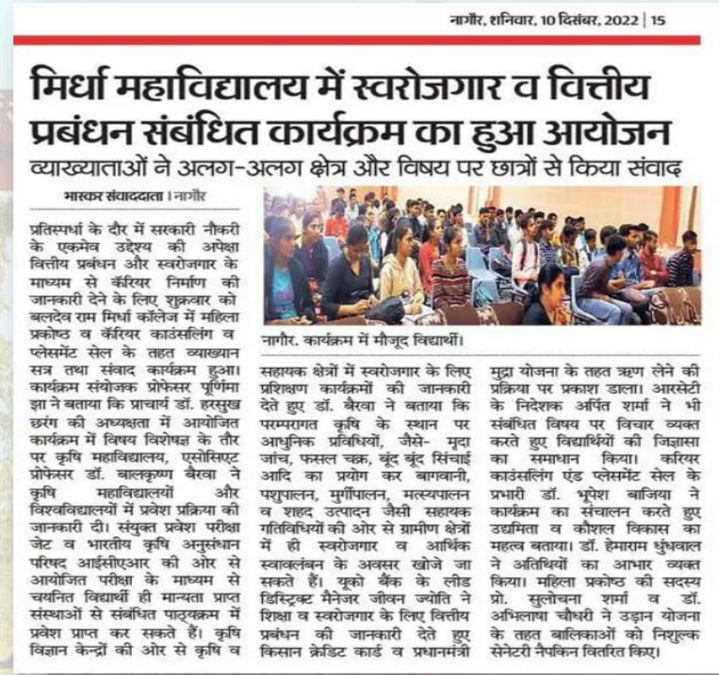 नागौर, शनिवार, 10 दिसंबर, 2022 | 15
मिर्धा महाविद्यालय में स्वरोजगार व वित्तीय
प्रबंधन संबंधित कार्यक्रम का हुआ आयोजन
व्याख्याताओं ने अलग-अलग क्षेत्र और विषय पर छात्रों से किया संवाद
भास्कर संवाददाता | नागौर
प्रतिस्पर्धा के दौर में सरकारी नौकरी
के एकमेव उद्देश्य की अपेक्षा
वित्तीय प्रबंधन और स्वरोजगार के
माध्यम से कॅरियर निर्माण की
जानकारी देने के लिए शुक्रवार को
बलदेव राम मिर्धा कॉलेज में महिला
प्रकोष्ठ व कॅरियर काउंसलिंग व
प्लेसमेंट सेल के तहत व्याख्यान
सत्र तथा संवाद कार्यक्रम हुआ।
कार्यक्रम संयोजक प्रोफेसर पूर्णिमा
झा ने बताया कि प्राचार्य डॉ. हरसुख
छरंग की अध्यक्षता में आयोजित
कार्यक्रम में विषय विशेषज्ञ के तौर
पर कृषि महाविद्यालय, एसोसिएट
प्रोफेसर डॉ. बालकृष्ण बैरवा ने
कृषि महाविद्यालयों और
विश्वविद्यालयों में प्रवेश प्रक्रिया की
जानकारी दी। संयुक्त प्रवेश परीक्षा
जेट व भारतीय कृषि अनुसंधान
परिषद आईसीएआर की ओर से
आयोजित परीक्षा के माध्यम से
चयनित विद्यार्थी ही मान्यता प्राप्त
संस्थाओं से संबंधित पाठ्यक्रम में
प्रवेश प्राप्त कर सकते हैं। कृषि
विज्ञान केन्द्रों की ओर से कृषि व
नागौर. कार्यक्रम में मौजूद विद्यार्थी।
सहायक क्षेत्रों में स्वरोजगार के लिए
प्रशिक्षण कार्यक्रमों की जानकारी
देते हुए डॉ. बैरवा ने बताया कि
परम्परागत कृषि के स्थान पर
आधुनिक प्रविधियों, जैसे- मृदा
जांच, फसल चक्र, बूंद बूंद सिंचाई
आदि का प्रयोग कर बागवानी,
पशुपालन, मुर्गीपालन, मत्स्यपालन
व शहद उत्पादन जैसी सहायक
गतिविधियों की ओर से ग्रामीण क्षेत्रों
में ही स्वरोजगार व आर्थिक
स्वावलंबन के अवसर खोजे जा
सकते हैं। यूको बैंक के लीड
डिस्ट्रिक्ट मैनेजर जीवन ज्योति ने
शिक्षा व स्वरोजगार के लिए वित्तीय
प्रबंधन की जानकारी देते हुए
किसान क्रेडिट कार्ड व प्रधानमंत्री
मुद्रा योजना के तहत ऋण लेने की
प्रक्रिया पर प्रकाश डाला। आरसेटी
के निदेशक अर्पित शर्मा ने भी
संबंधित विषय पर विचार व्यक्त
करते हुए विद्यार्थियों की जिज्ञासा
का समाधान किया। करियर
काउंसलिंग एंड प्लेसमेंट सेल के
प्रभारी डॉ. भूपेश बाजिया ने
कार्यक्रम का संचालन करते हुए
उद्यमिता व कौशल विकास का
महत्व बताया। डॉ. हेमाराम धुंधवाल
ने अतिथियों का आभार व्यक्त
किया। महिला प्रकोष्ठ की सदस्य
प्रो. सुलोचना शर्मा व डॉ.
अभिलाषा चौधरी ने उड़ान योजना
के तहत बालिकाओं को निशुल्क
सेनेटरी नैपकिन वितरित किए।